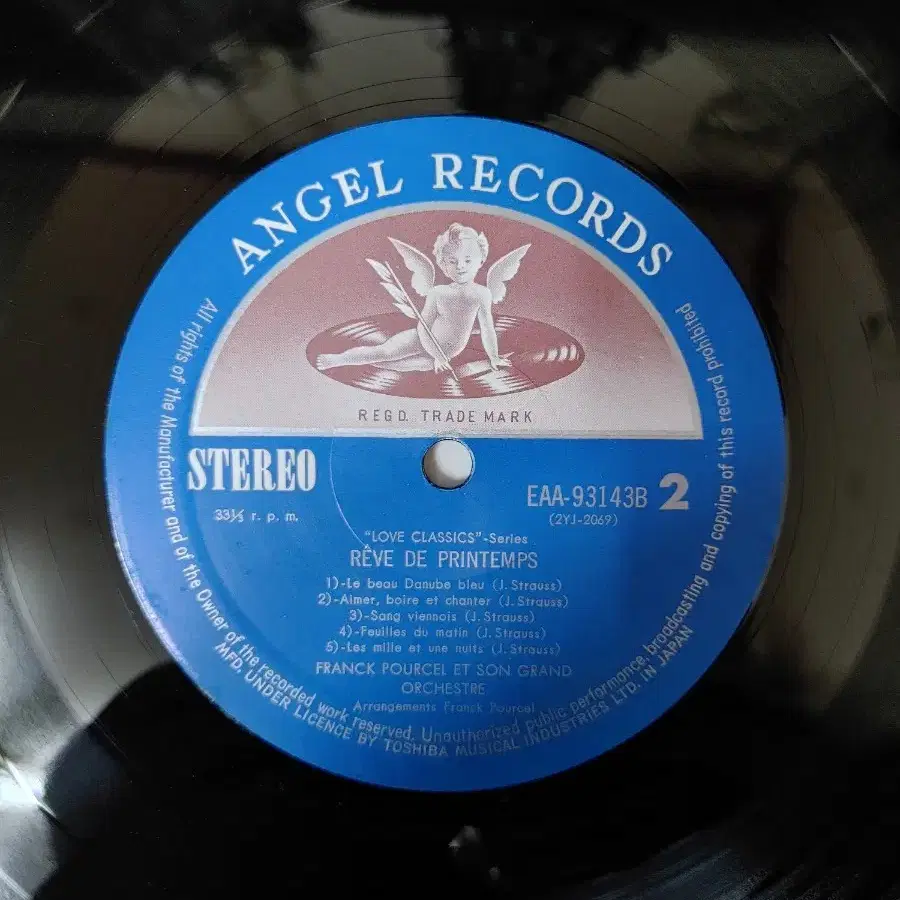 ANGEL RECORDS
REGD. TRADE MARK
STEREO
33⅓ r. p. m.
EAA-93143B 2
(2YJ-2069)
"LOVE CLASSICS"-Series
RÊVE DE PRINTEMPS
1)-Le beau Danube bleu (J. Strauss)
2)-Aimer, boire et chanter (J. Strauss)
3)-Sang viennois (J. Strauss)
4)-Feuilles du matin (J. Strauss)
5)-Les mille et une nuits (J. Strauss)
FRANCK POURCEL ET SON GRAND
ORCHESTRE
Arrangements Franck Pourcel
All rights of the Manufacturer and of the Owner of the recorded work reserved. Unauthorized public performance, broadcasting and copying of this record prohibited
MFD. UNDER LICENCE BY TOSHIBA MUSICAL INDUSTRIES LTD. IN JAPAN